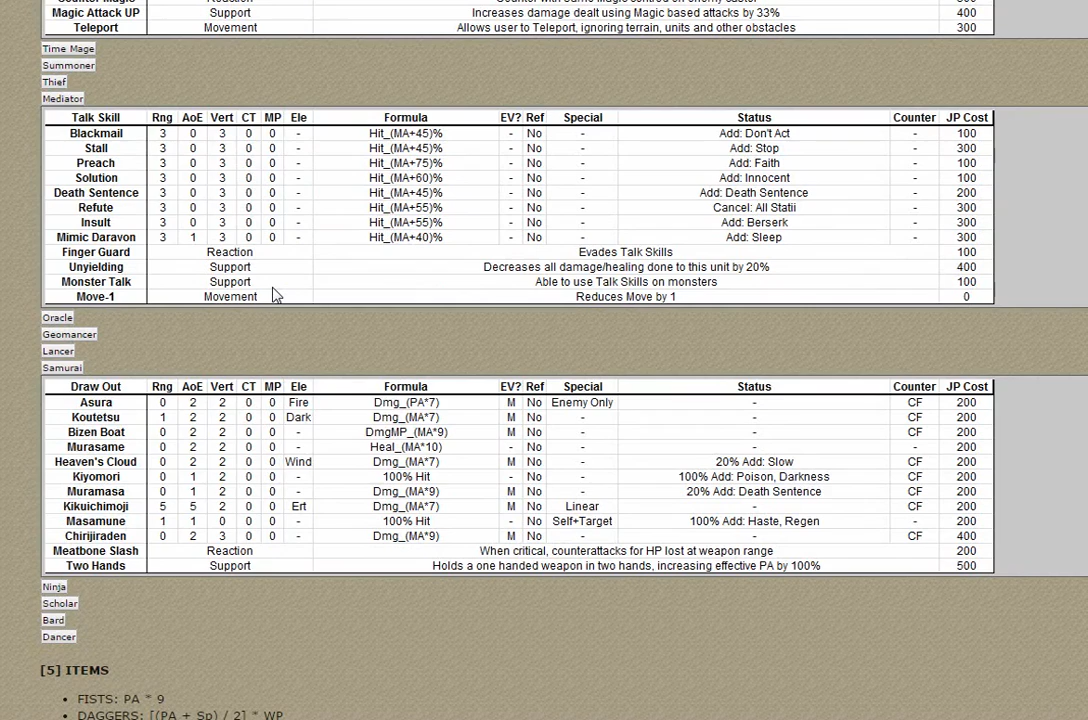 Magic Attack UP Support Increases damage dealt using Magic based attacks by 33% 400
Teleport Movement Allows user to Teleport, ignoring terrain, units and other obstacles 300
Time Mage
Summoner
Thief
Mediator
Talk Skill Rng AoE Vert CT MP Ele Formula EV? Ref Special Status Counter JP Cost
Blackmail 3 0 3 0 0 - Hit_(MA+45)% - No - Add: Don't Act - 100
Stall 3 0 3 0 0 - Hit_(MA+45)% - No - Add: Stop - 300
Preach 3 0 3 0 0 - Hit_(MA+75)% - No - Add: Faith - 100
Solution 3 0 3 0 0 - Hit_(MA+60)% - No - Add: Innocent - 100
Death Sentence 3 0 3 0 0 - Hit_(MA+45)% - No - Add: Death Sentence - 200
Refute 3 0 3 0 0 - Hit_(MA+55)% - No - Cancel: All Statii - 300
Insult 3 0 3 0 0 - Hit_(MA+55)% - No - Add: Berserk - 300
Mimic Daravon 3 1 3 0 0 - Hit_(MA+40)% - No - Add: Sleep - 300
Finger Guard Reaction Evades Talk Skills 100
Unyielding Support Decreases all damage/healing done to this unit by 20% 400
Monster Talk Support Able to use Talk Skills on monsters 100
Move-1 Movement Reduces Move by 1 0
Oracle
Geomancer
Lancer
Samurai
Draw Out Rng AoE Vert CT MP Ele Formula EV? Ref Special Status Counter JP Cost
Asura 0 2 2 0 0 Fire Dmg_(PA*7) M No Enemy Only - CF 200
Koutetsu 1 2 2 0 0 Dark Dmg_(MA*7) M No - - CF 200
Bizen Boat 0 2 2 0 0 - DmgMP_(MA*9) M No - - CF 200
Murasame 0 2 2 0 0 - Heal_(MA*10) - No - - - 200
Heaven's Cloud 0 2 2 0 0 Wind Dmg_(MA*7) M No - 20% Add: Slow CF 200
Kiyomori 0 1 2 0 0 - 100% Hit - No - 100% Add: Poison, Darkness CF 200
Muramasa 0 1 2 0 0 - Dmg_(MA*9) M No - 20% Add: Death Sentence CF 200
Kikuichimoji 5 5 2 0 0 Ert Dmg_(MA*7) M No Linear - CF 200
Masamune 1 1 0 0 0 - 100% Hit - No Self+Target 100% Add: Haste, Regen - 200
Chirijiraden 0 2 3 0 0 - Dmg_(MA*9) M No - - CF 400
Meatbone Slash Reaction When critical, counterattacks for HP lost at weapon range 200
Two Hands Support Holds a one handed weapon in two hands, increasing effective PA by 100% 500
Ninja
Scholar
Bard
Dancer
[5] ITEMS
• FISTS: PA * 9
• DAGGERS: [(PA + Sp) / 2] * WP